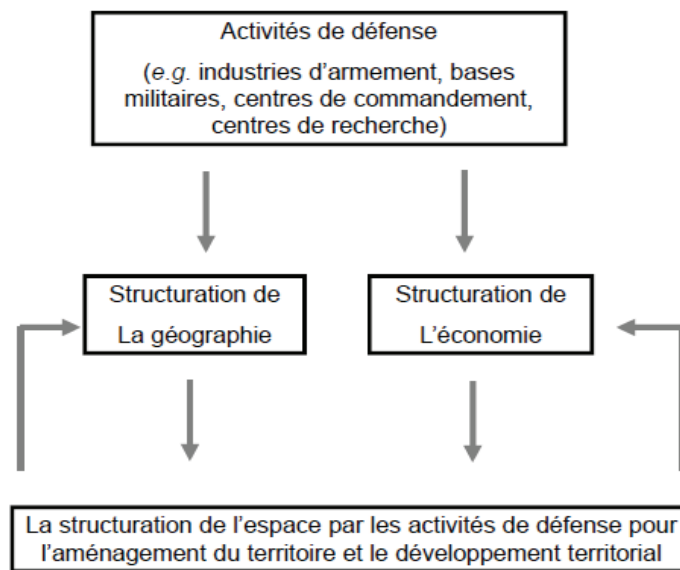 Activités de défense
(e.g. industries d’armement, bases
militaires, centres de commandement,
centres de recherche)
Structuration de
La géographie
Structuration de
L’économie
La structuration de l’espace par les activités de défense pour
l’aménagement du territoire et le développement territorial